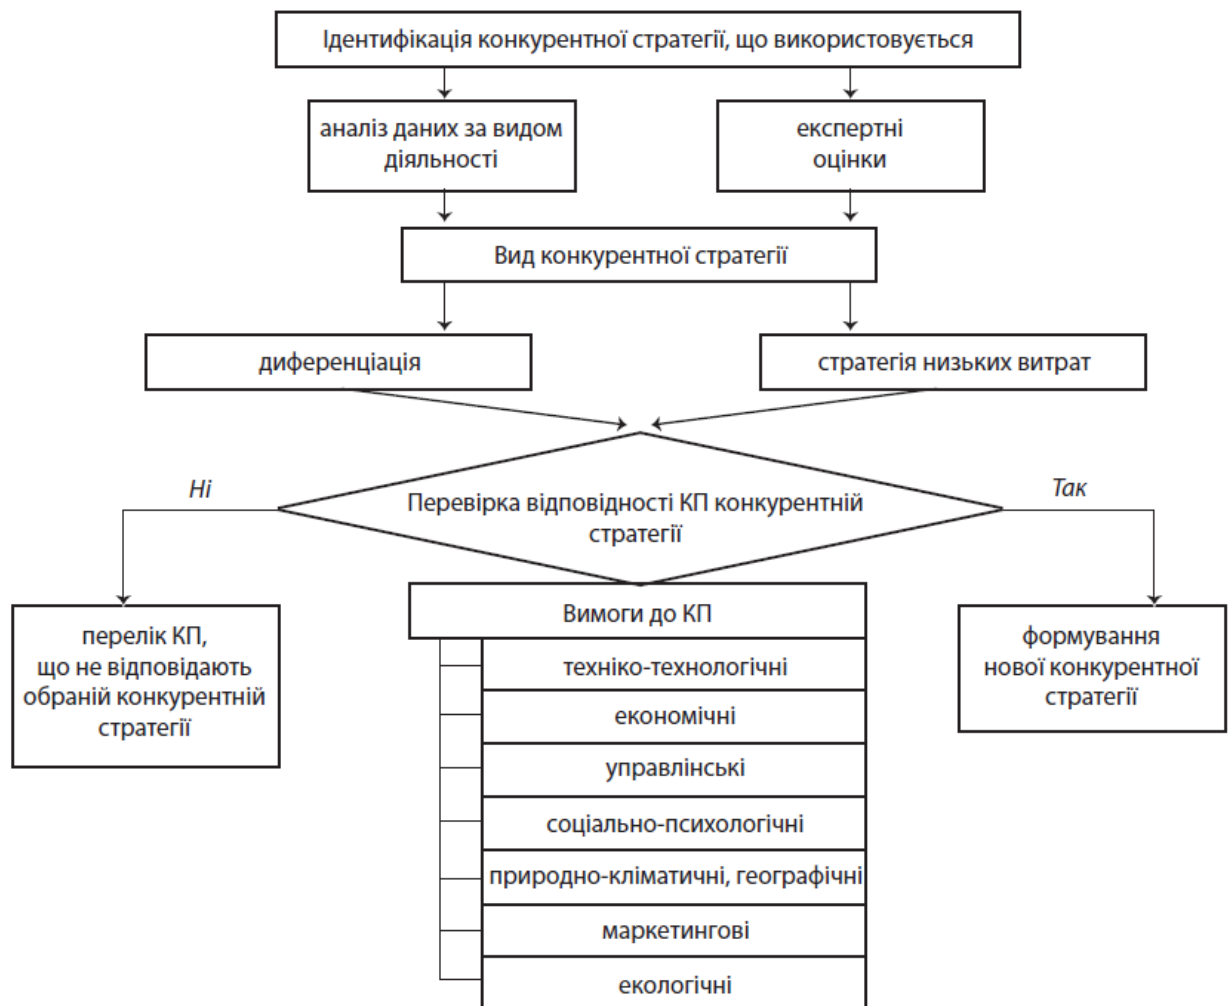 Ідентифікація конкурентної стратегії, що використовується
аналіз даних за видом
діяльності
експертні
оцінки
Вид конкурентної стратегії
диференціація
стратегія низьких витрат
Ні
Так
Перевірка відповідності КП конкурентній
стратегії
перелік КП,
що не відповідають
обраній конкурентній
стратегії
Вимоги до КП
техніко-технологічні
економічні
управлінські
соціально-психологічні
природно-кліматичні, географічні
маркетингові
екологічні
формування
нової конкурентної
стратегії